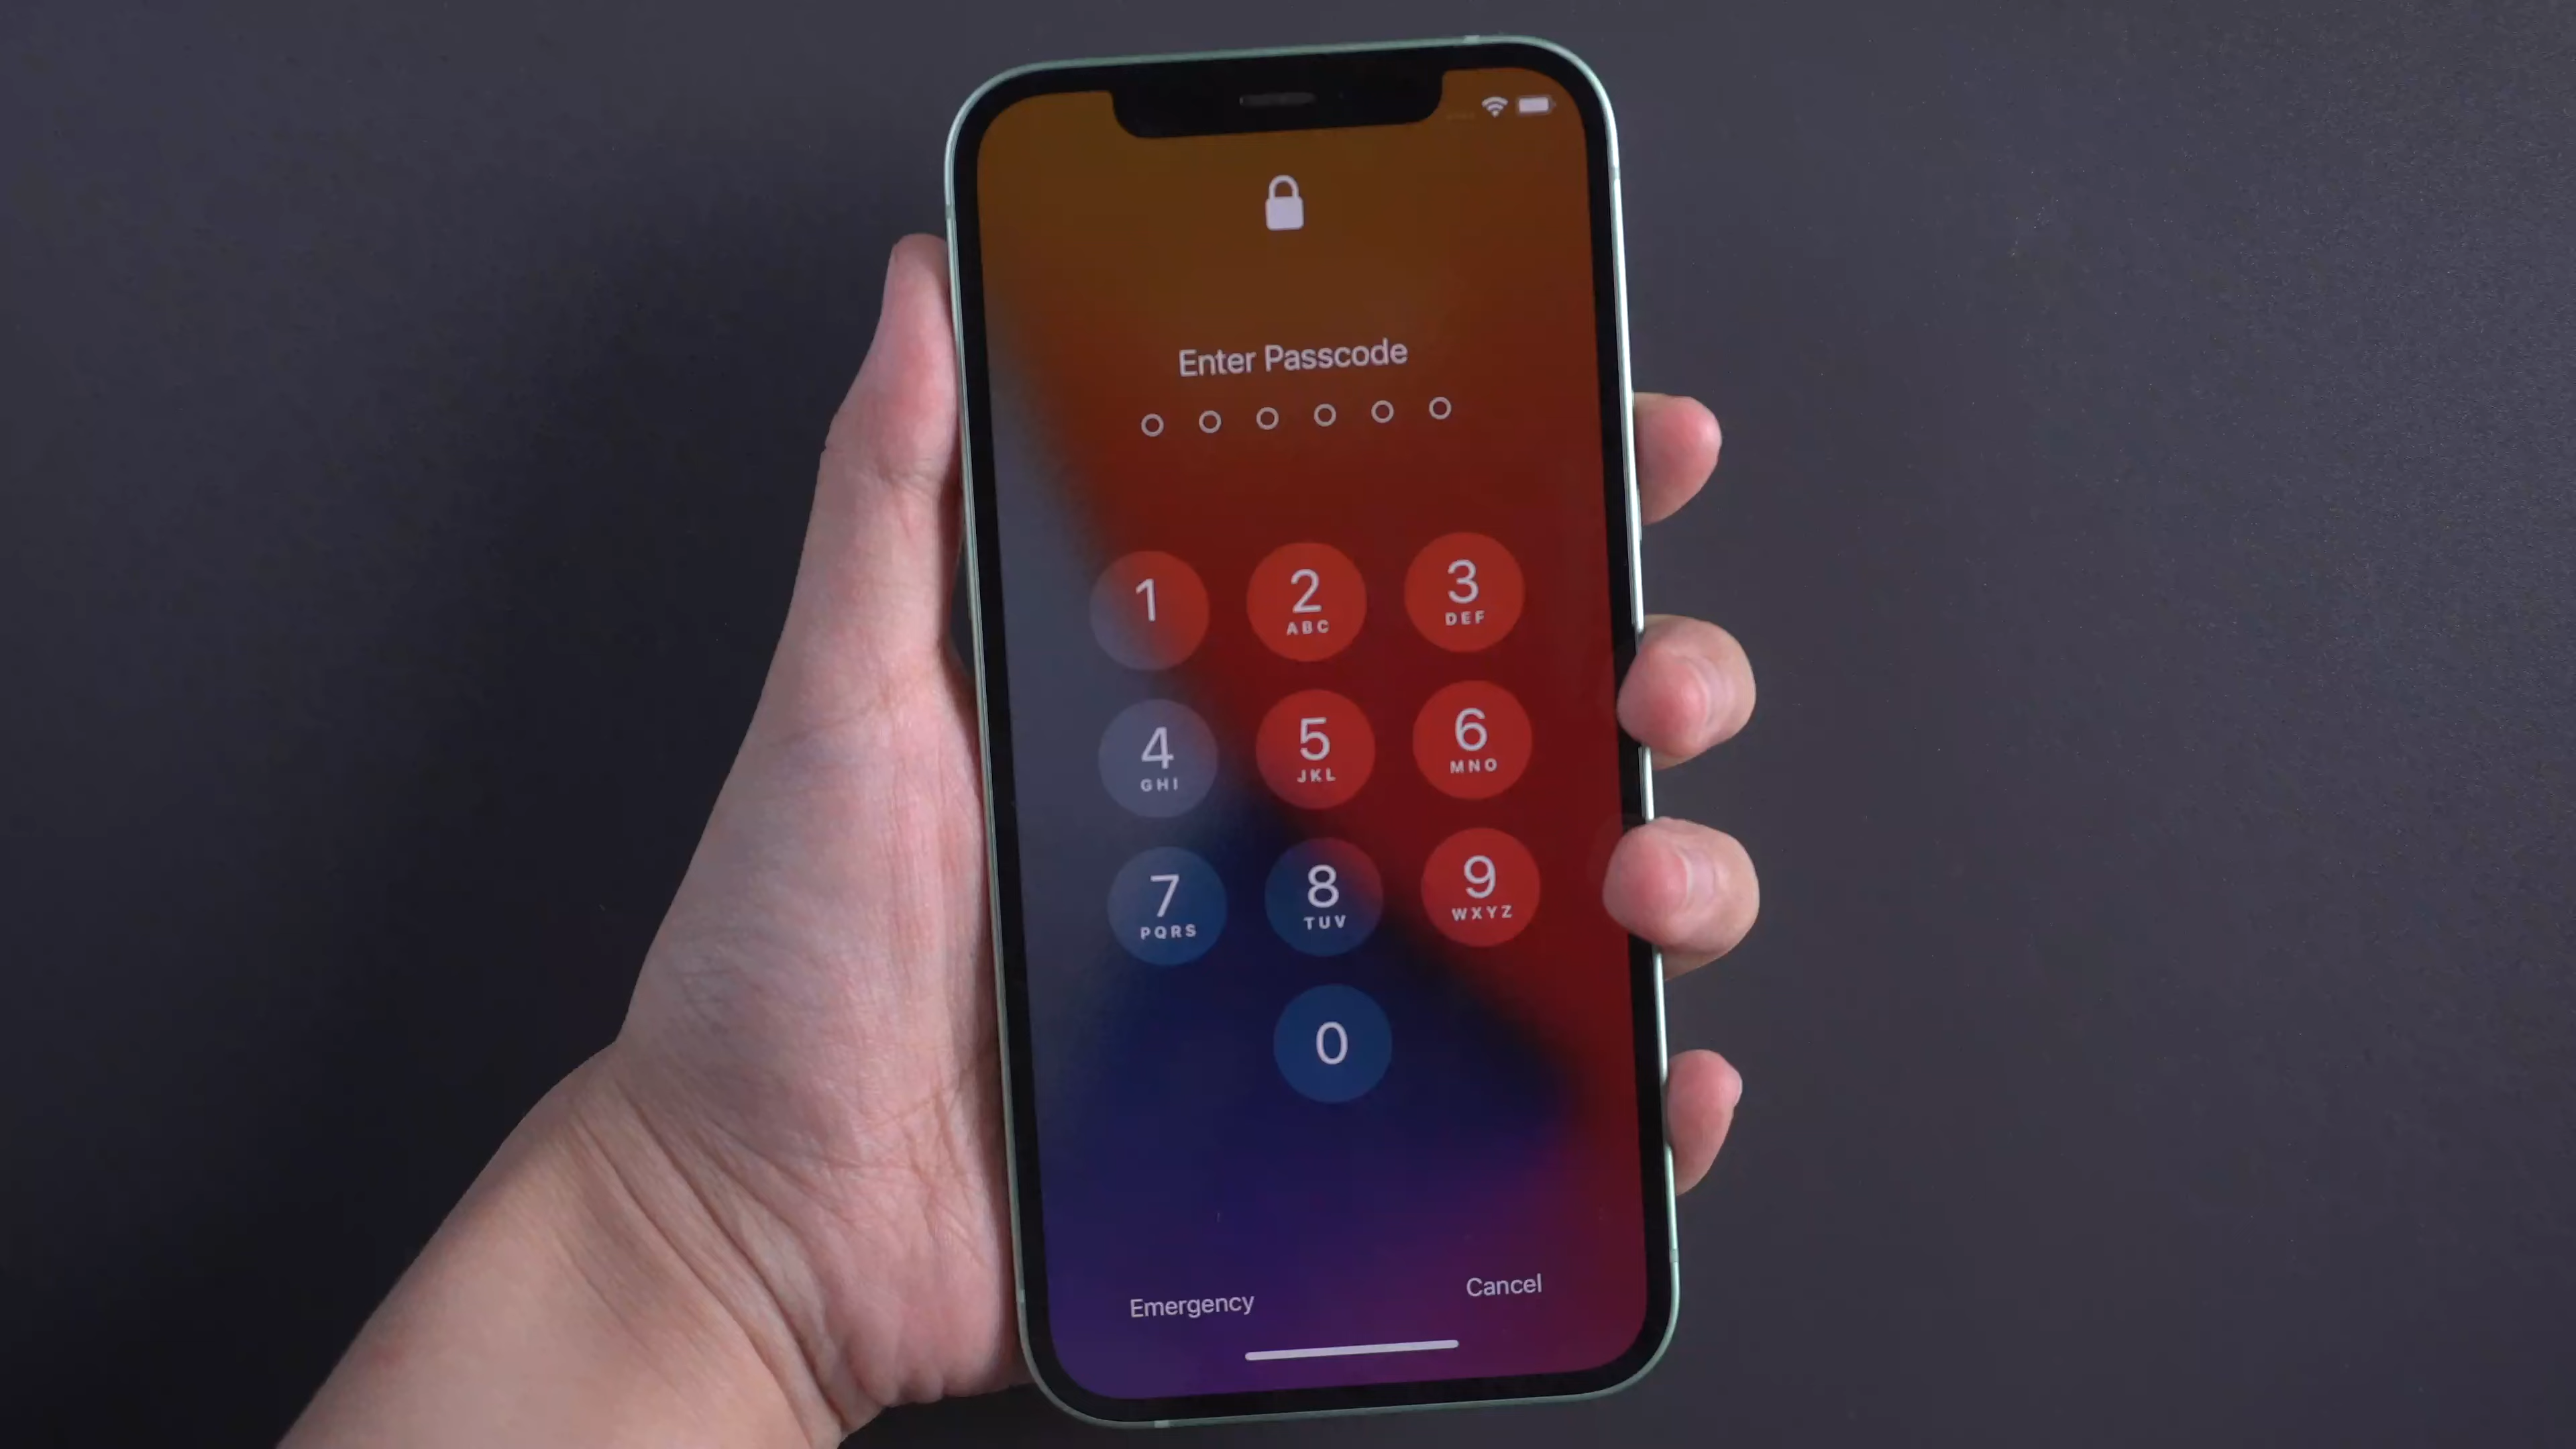 Enter Passcode
1 2 3
ABC DEF
4 5 6
GHI JKL MNO
7 8 9
PQRS TUV WXYZ
0
Emergency Cancel